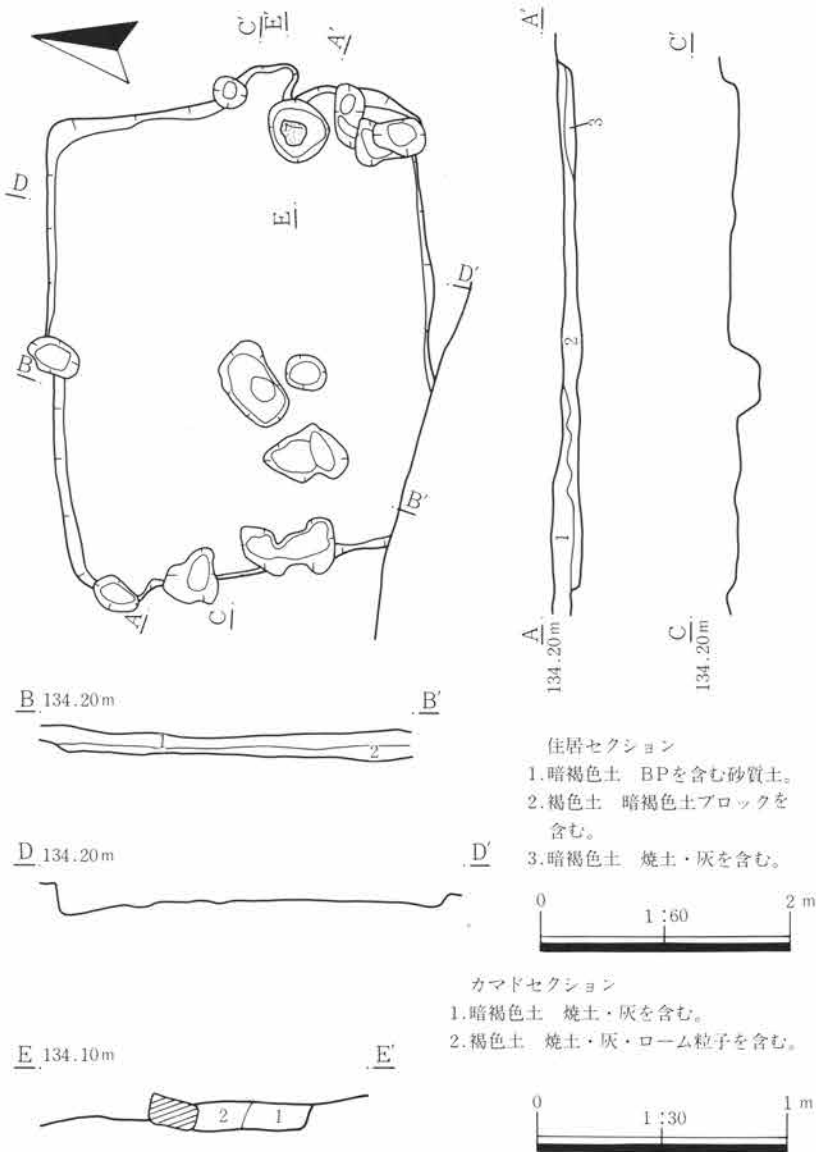 C' E' A'
D
E
D'
B
B'
A C
A' C'
3
2
1
A 134.20m
C 134.20m
B 134.20m B'
1
2
D 134.20m D'
E 134.10m E'
2 1
住居セクション
1.暗褐色土 BPを含む砂質土。
2.褐色土 暗褐色土ブロックを
含む。
3.暗褐色土 焼土・灰を含む。
0 1:60 2 m
カマドセクション
1.暗褐色土 焼土・灰を含む。
2.褐色土 焼土・灰・ローム粒子を含む。
0 1:30 1 m